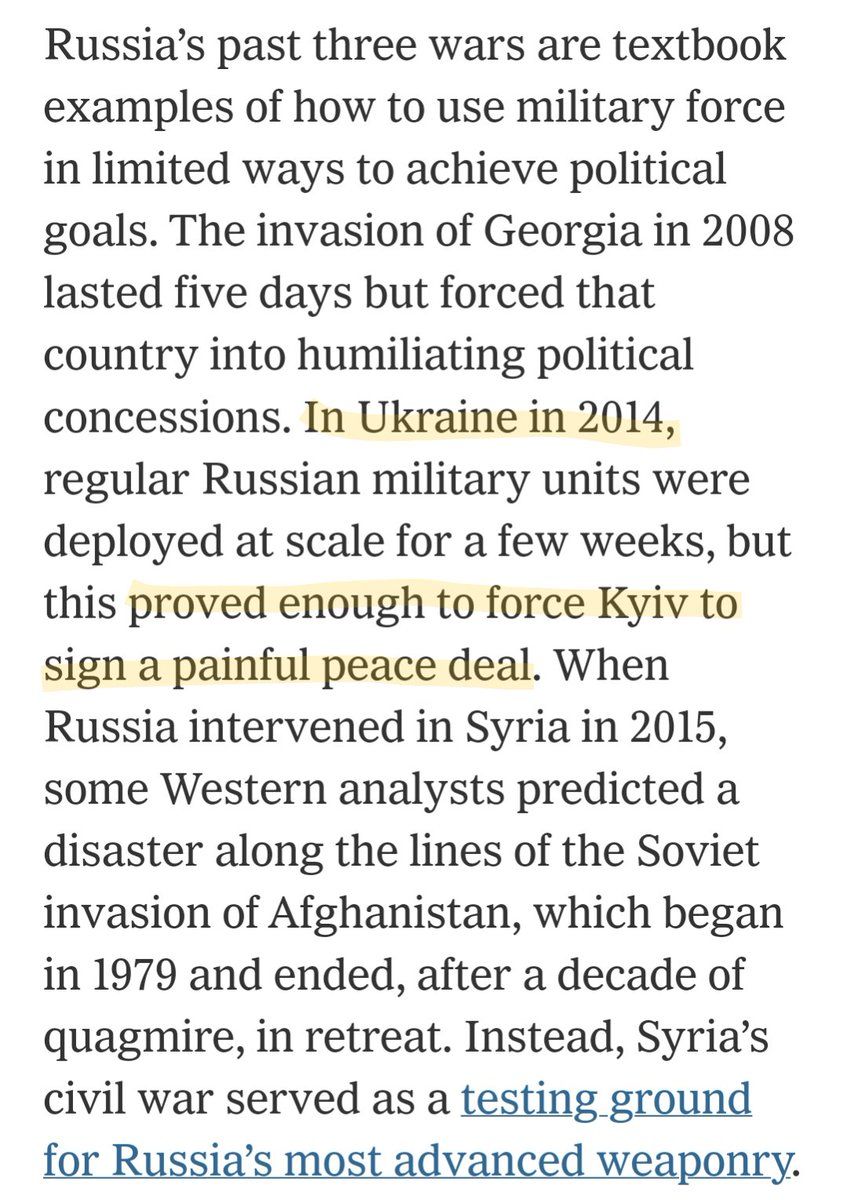 Russia’s past three wars are textbook
examples of how to use military force
in limited ways to achieve political
goals. The invasion of Georgia in 2008
lasted five days but forced that
country into humiliating political
concessions. In Ukraine in 2014,
regular Russian military units were
deployed at scale for a few weeks, but
this proved enough to force Kyiv to
sign a painful peace deal. When
Russia intervened in Syria in 2015,
some Western analysts predicted a
disaster along the lines of the Soviet
invasion of Afghanistan, which began
in 1979 and ended, after a decade of
quagmire, in retreat. Instead, Syria’s
civil war served as a testing ground
for Russia’s most advanced weaponry.